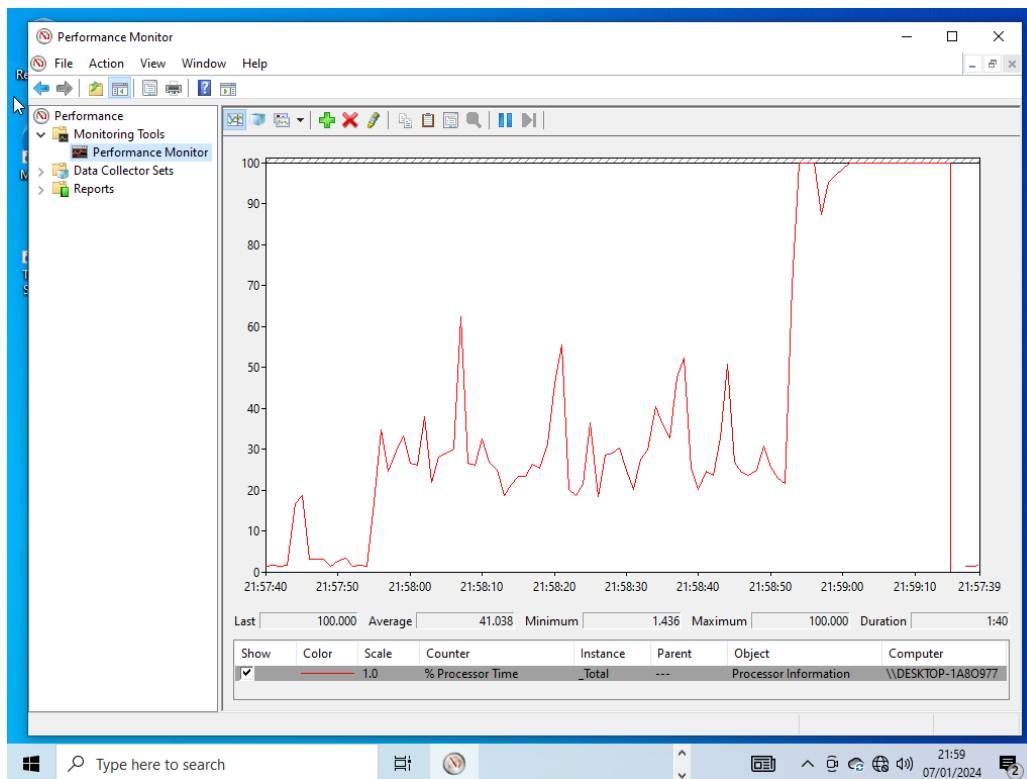 Performance Monitor
File Action View Window Help
Performance
Monitoring Tools
Performance Monitor
Data Collector Sets
Reports
100
90
80
70
60
50
40
30
20
10
0
21:57:40 21:57:50 21:58:00 21:58:10 21:58:20 21:58:30 21:58:40 21:58:50 21:59:00 21:59:10 21:57:39
Last 100.000 Average 41.038 Minimum 1.436 Maximum 100.000 Duration 1:40
Show Color Scale Counter Instance Parent Object Computer
1.0 % Processor Time _Total --- Processor Information \\DESKTOP-1A8O977
Type here to search
21:59
07/01/2024
2